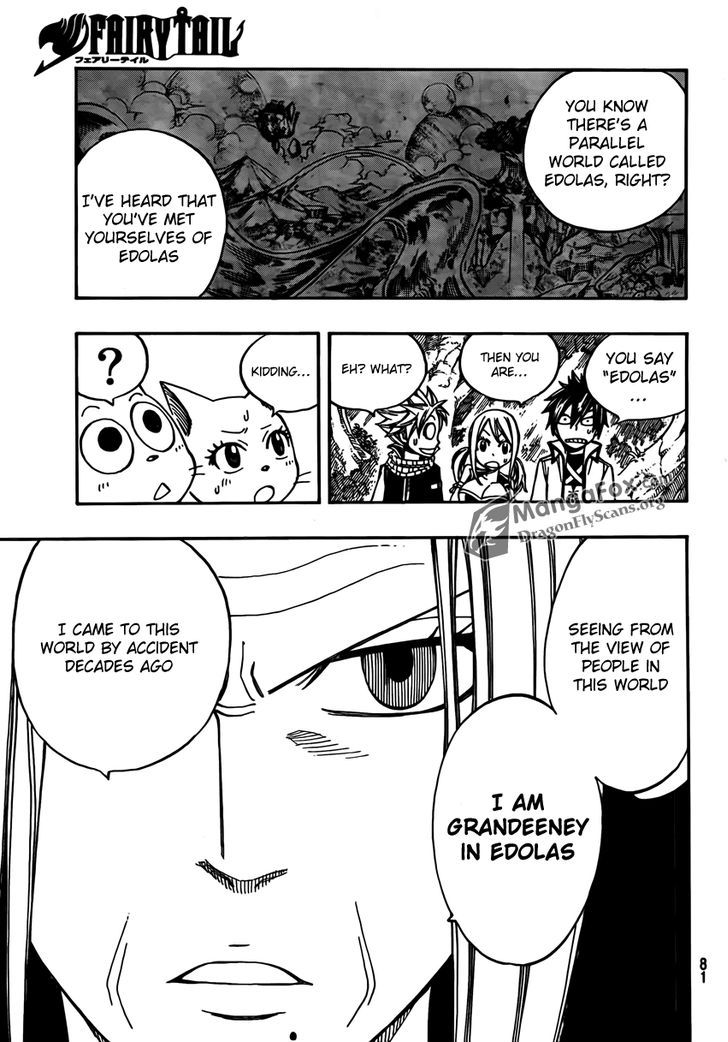 FAIRY TAIL
フェアリーテイル
YOU KNOW
THERE'S A
PARALLEL
WORLD CALLED
EDOLAS, RIGHT?
I'VE HEARD THAT
YOU'VE MET
YOURSELVES OF
EDOLAS
YOU SAY
"EDOLAS"
...
THEN YOU
ARE...
EH? WHAT?
KIDDING...
?
MangaFox.com
DragonFlyScans.org
SEEING FROM
THE VIEW OF
PEOPLE IN
THIS WORLD
I AM
GRANDEENEY
IN EDOLAS
I CAME TO THIS
WORLD BY ACCIDENT
DECADES AGO
81